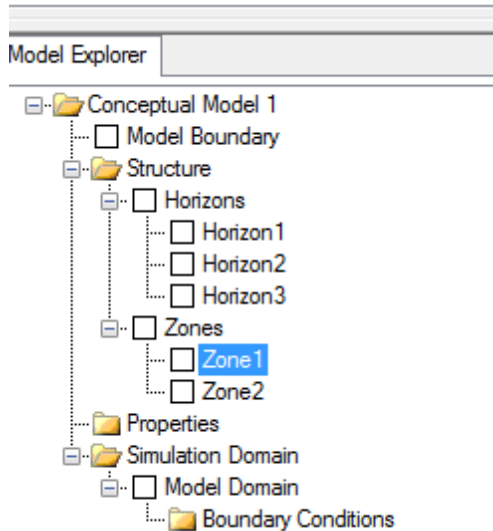 Model Explorer
Conceptual Model 1
Model Boundary
Structure
Horizons
Horizon1
Horizon2
Horizon3
Zones
Zone1
Zone2
Properties
Simulation Domain
Model Domain
Boundary Conditions